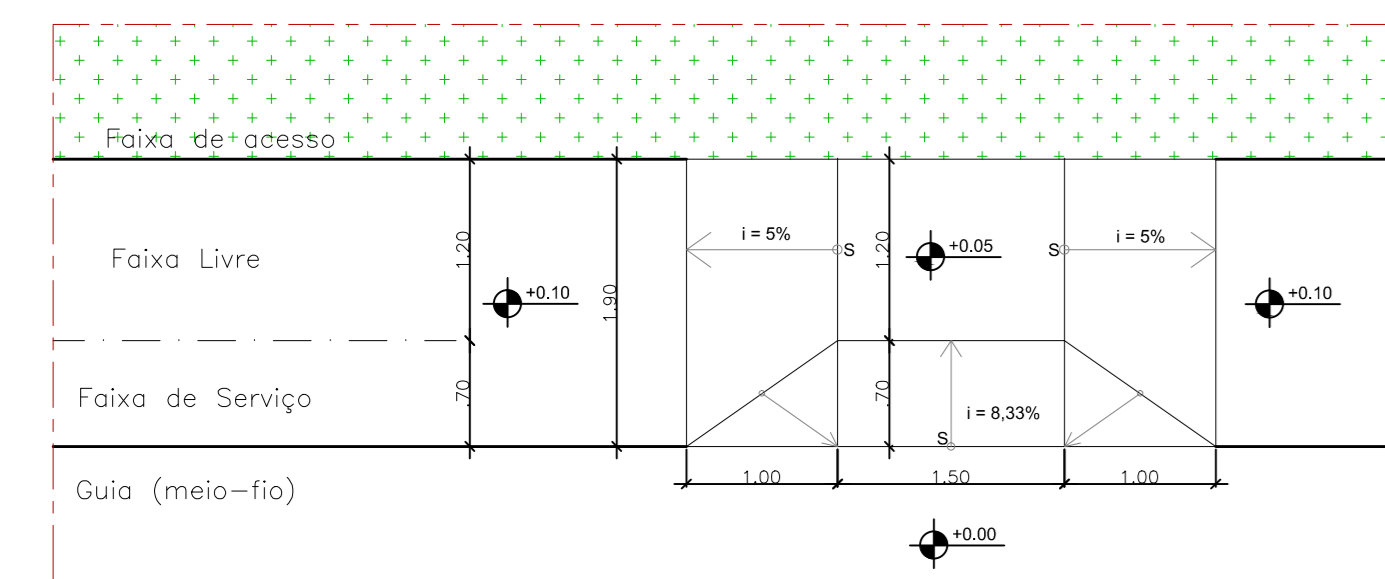 Faixa de acesso
Faixa Livre
1.20
+0.10
1.90
i = 5%
S
1.20
+0.05
S
i = 5%
+0.10
Faixa de Serviço
.70
.70
i = 8,33%
S
Guia (meio-fio)
1.00
1.50
1.00
+0.00